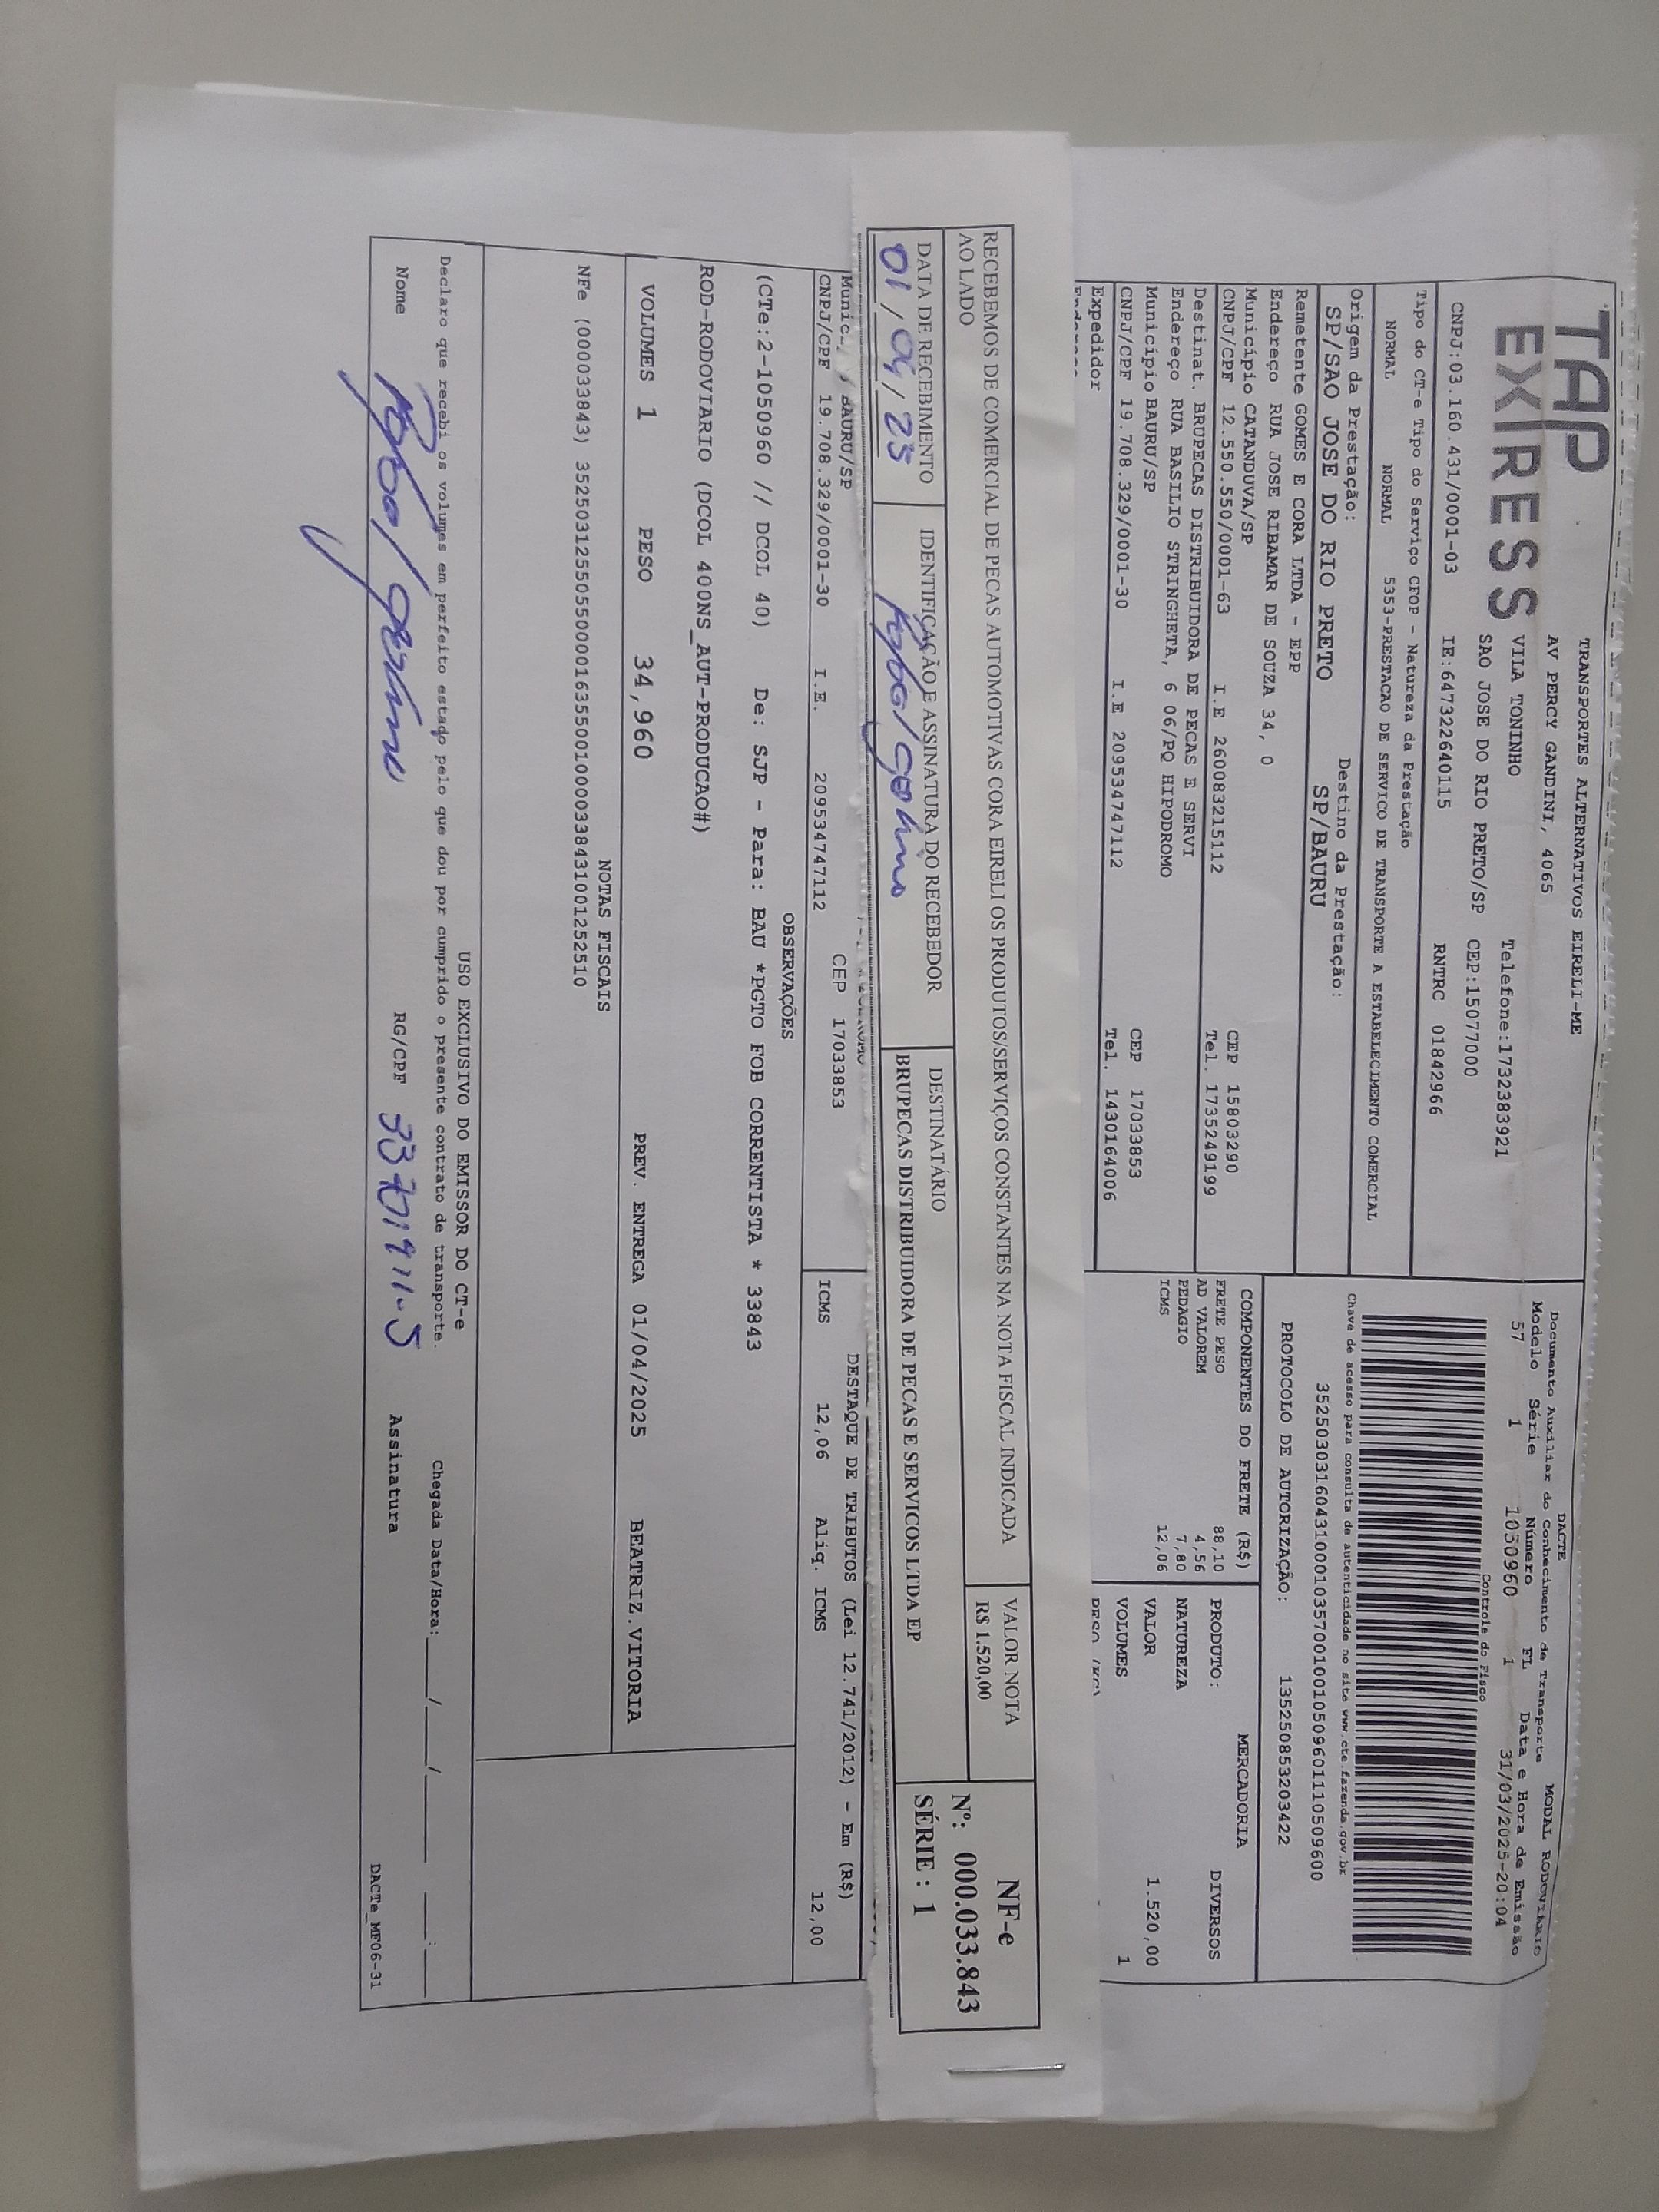 TAP
EXPRESS
TRANSPORTES ALTERNATIVOS EIRELI-ME
AV PERCY GANDINI, 4065
VILA TONINHO Telefone:1732383921
SAO JOSE DO RIO PRETO/SP CEP:15077000
CNPJ:03.160.431/0001-03 IE:647322640115 RNTRC 01842966
Tipo do CT-e Tipo do Serviço CFOP - Natureza da Prestação
NORMAL NORMAL 5353-PRESTACAO DE SERVICO DE TRANSPORTE A ESTABELECIMENTO COMERCIAL
Origem da Prestação: Destino da Prestação:
SP/SAO JOSE DO RIO PRETO SP/BAURU
Remetente GOMES E CORA LTDA - EPP
Endereço RUA JOSE RIBAMAR DE SOUZA 34, 0
Município CATANDUVA/SP CEP 15803290
CNPJ/CPF 12.550.550/0001-63 I.E 260083215112 Tel. 1735249199
Destinat. BRUPECAS DISTRIBUIDORA DE PECAS E SERVI
Endereço RUA BASILIO STRINGHETA, 6 06/PQ HIPODROMO
Município BAURU/SP CEP 17033853
CNPJ/CPF 19.708.329/0001-30 I.E 209534747112 Tel. 1430164006
Expedidor
DACTE
Documento Auxiliar do Conhecimento de Transporte MODAL RODOVIÁRIO
Modelo Série Número FL Data e Hora de Emissão
57 1 1050960 1 31/03/2025-20:04
Controle do Fisco
Chave de acesso para consulta de autenticidade no site www.cte.fazenda.gov.br
35250303160431000103570010010509601110509600
PROTOCOLO DE AUTORIZAÇÃO: 135250853203422
COMPONENTES DO FRETE (R$)
FRETE PESO 88,10
AD VALOREM 4,56
PEDAGIO 7,80
ICMS 12,06
MERCADORIA
PRODUTO: DIVERSOS
NATUREZA
VALOR 1.520,00
VOLUMES 1
RECEBEMOS DE COMERCIAL DE PECAS AUTOMOTIVAS CORA EIRELI OS PRODUTOS/SERVIÇOS CONSTANTES NA NOTA FISCAL INDICADA
AO LADO
VALOR NOTA
R$ 1.520,00
DATA DE RECEBIMENTO IDENTIFICAÇÃO E ASSINATURA DO RECEBEDOR DESTINATÁRIO
01/04/25 BRUPECAS DISTRIBUIDORA DE PECAS E SERVICOS LTDA EP
NF-e
Nº: 000.033.843
SÉRIE : 1
BAURU/SP CEP 17033853
CNPJ/CPF 19.708.329/0001-30 I.E. 209534747112
DESTAQUE DE TRIBUTOS (Lei 12.741/2012) - Em (R$)
ICMS 12,06 Aliq. ICMS 12,00
OBSERVAÇÕES
(CTe:2-1050960 // DCOL 40) De: SJP - Para: BAU *PGTO FOB CORRENTISTA * 33843
ROD-RODOVIARIO (DCOL 400NS_AUT-PRODUCAO#)
VOLUMES 1 PESO 34,960 PREV. ENTREGA 01/04/2025 BEATRIZ.VITORIA
NOTAS FISCAIS
NFe (000033843) 35250312550550000163550010000338431001252510
USO EXCLUSIVO DO EMISSOR DO CT-e
Declaro que recebi os volumes em perfeito estado pelo que dou por cumprido o presente contrato de transporte. Chegada Data/Hora:____/____/____ ___:___
Nome RG/CPF Assinatura
DACTe_MF06-31